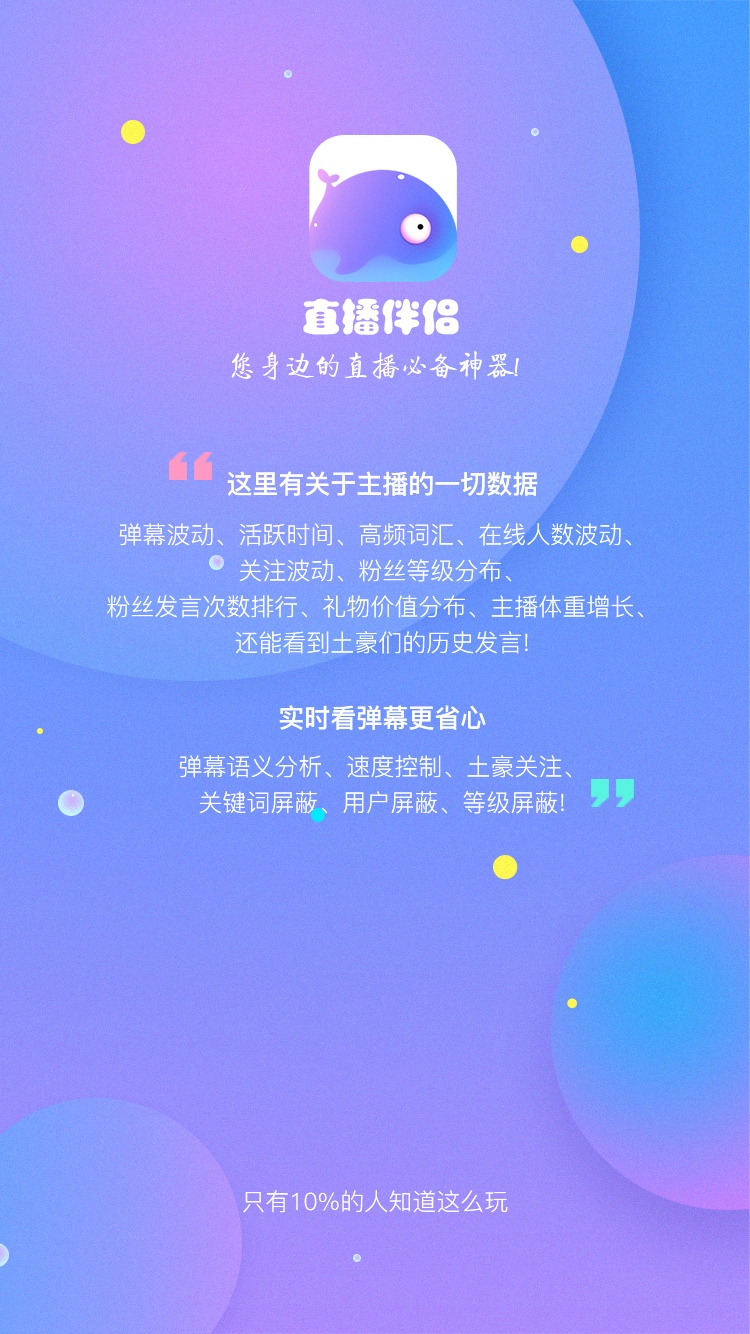 直播伴侣
您身边的直播必备神器!
这里有关于主播的一切数据
弹幕波动、活跃时间、高频词汇、在线人数波动、
关注波动、粉丝等级分布、
粉丝发言次数排行、礼物价值分布、主播体重增长、
还能看到土豪们的历史发言!
实时看弹幕更省心
弹幕语义分析、速度控制、土豪关注、
关键词屏蔽、用户屏蔽、等级屏蔽!
只有10%的人知道这么玩